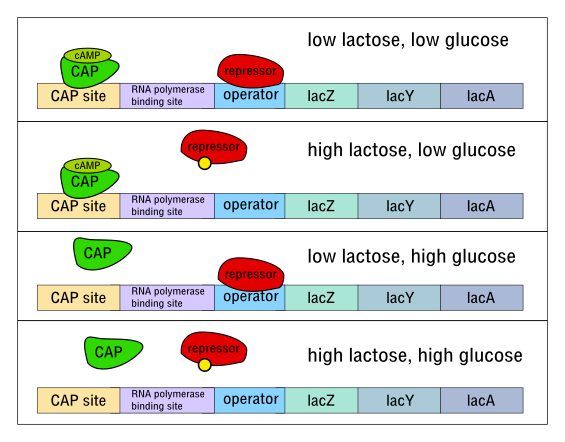 low lactose, low glucose
cAMP
CAP
repressor
CAP site
RNA polymerase
binding site
operator
lacZ
lacY
lacA
high lactose, low glucose
repressor
cAMP
CAP
CAP site
RNA polymerase
binding site
operator
lacZ
lacY
lacA
low lactose, high glucose
CAP
repressor
CAP site
RNA polymerase
binding site
operator
lacZ
lacY
lacA
high lactose, high glucose
CAP
repressor
CAP site
RNA polymerase
binding site
operator
lacZ
lacY
lacA